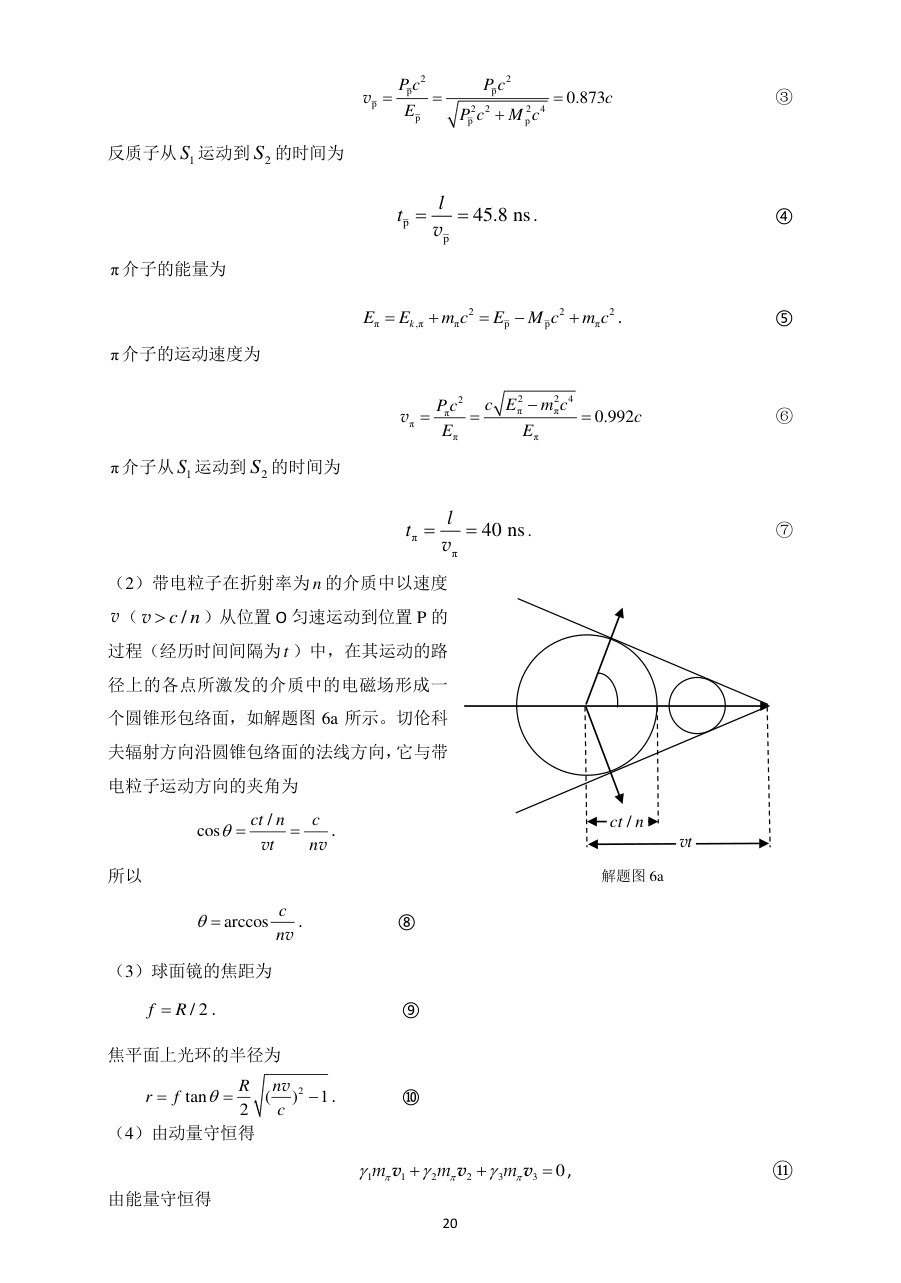 v_p̄ = P_p̄c² / E_p̄ = P_p̄c² / √(P_p̄²c² + M_p²c⁴) = 0.873c ③
反质子从 S₁ 运动到 S₂ 的时间为
t_p̄ = l / v_p̄ = 45.8 ns . ④
π 介子的能量为
E_π = E_{k,π} + m_πc² = E_p̄ − M_p̄c² + m_πc² . ⑤
π 介子的运动速度为
v_π = P_πc² / E_π = c√(E_π² − m_π²c⁴) / E_π = 0.992c ⑥
π 介子从 S₁ 运动到 S₂ 的时间为
t_π = l / v_π = 40 ns . ⑦
（2）带电粒子在折射率为 n 的介质中以速度
v（v > c / n）从位置 O 匀速运动到位置 P 的
过程（经历时间间隔为 t）中，在其运动的路
径上的各点所激发的介质中的电磁场形成一
个圆锥形包络面，如解题图 6a 所示。切伦科
夫辐射方向沿圆锥包络面的法线方向，它与带
电粒子运动方向的夹角为
cosθ = (ct / n) / vt = c / nv .
ct / n
vt
所以
解题图 6a
θ = arccos c / nv . ⑧
（3）球面镜的焦距为
f = R / 2 . ⑨
焦平面上光环的半径为
r = f tanθ = R/2 √((nv/c)² − 1) . ⑩
（4）由动量守恒得
γ₁m_πv₁ + γ₂m_πv₂ + γ₃m_πv₃ = 0 , ⑪
由能量守恒得
20